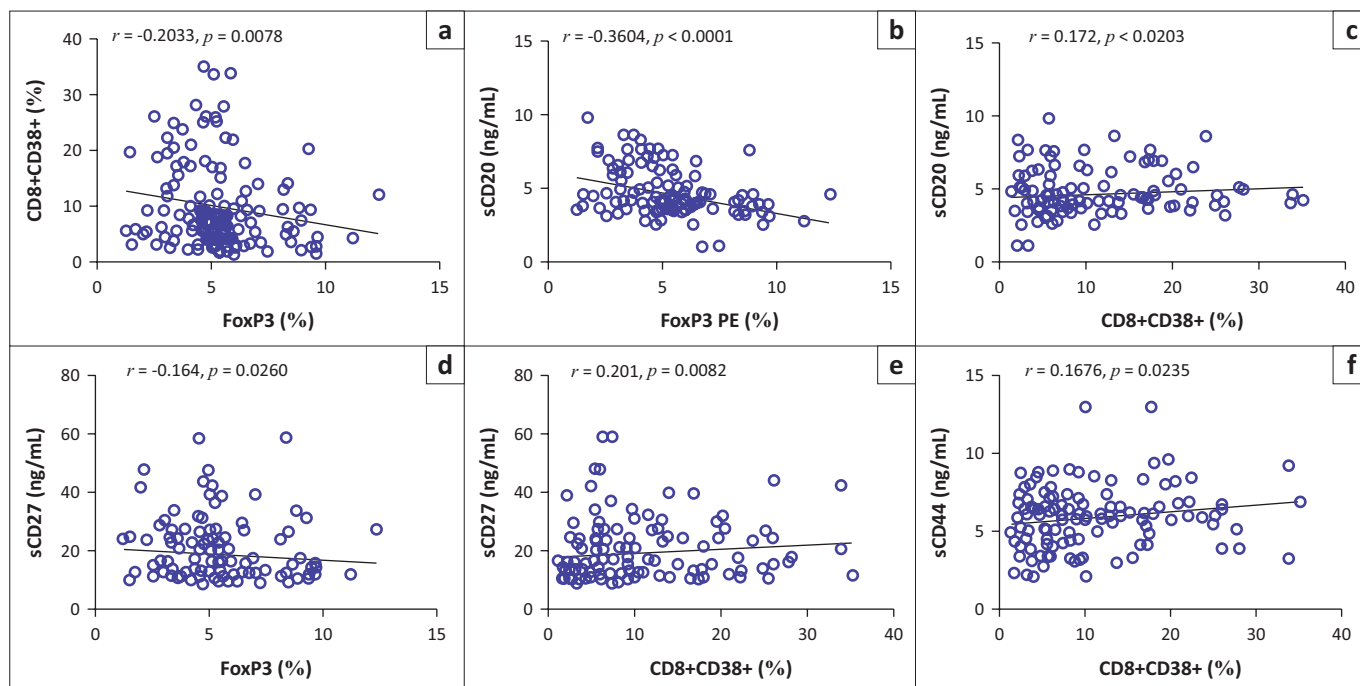 r = -0.2033, p = 0.0078
a
CD8+CD38+ (%)
40
30
20
10
0
0 5 10 15
FoxP3 (%)
r = -0.3604, p < 0.0001
b
sCD20 (ng/mL)
15
10
5
0
0 5 10 15
FoxP3 PE (%)
r = 0.172, p < 0.0203
c
sCD20 (ng/mL)
15
10
5
0
0 10 20 30 40
CD8+CD38+ (%)
r = -0.164, p = 0.0260
d
sCD27 (ng/mL)
80
60
40
20
0
0 5 10 15
FoxP3 (%)
r = 0.201, p = 0.0082
e
sCD27 (ng/mL)
80
60
40
20
0
0 10 20 30 40
CD8+CD38+ (%)
r = 0.1676, p = 0.0235
f
sCD44 (ng/mL)
15
10
5
0
0 10 20 30 40
CD8+CD38+ (%)